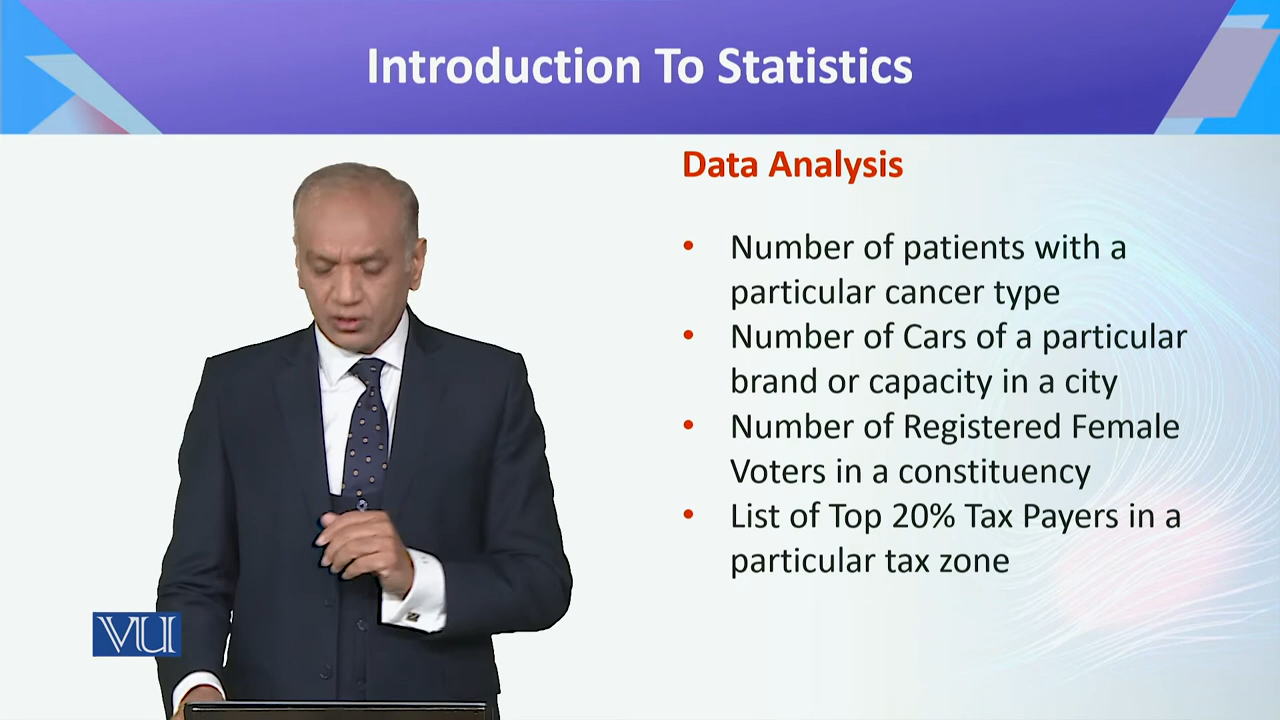 Introduction To Statistics
Data Analysis
• Number of patients with a
particular cancer type
• Number of Cars of a particular
brand or capacity in a city
• Number of Registered Female
Voters in a constituency
• List of Top 20% Tax Payers in a
particular tax zone
VU